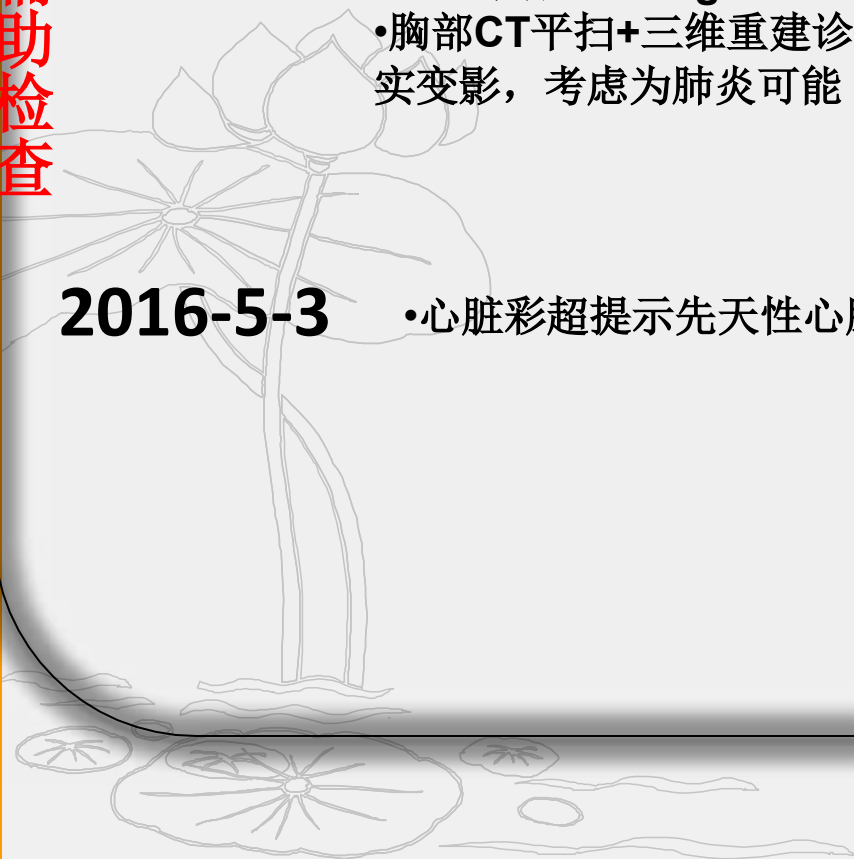 辅助检查
•胸部CT平扫+三维重建诊
实变影，考虑为肺炎可能
2016-5-3
•心脏彩超提示先天性心